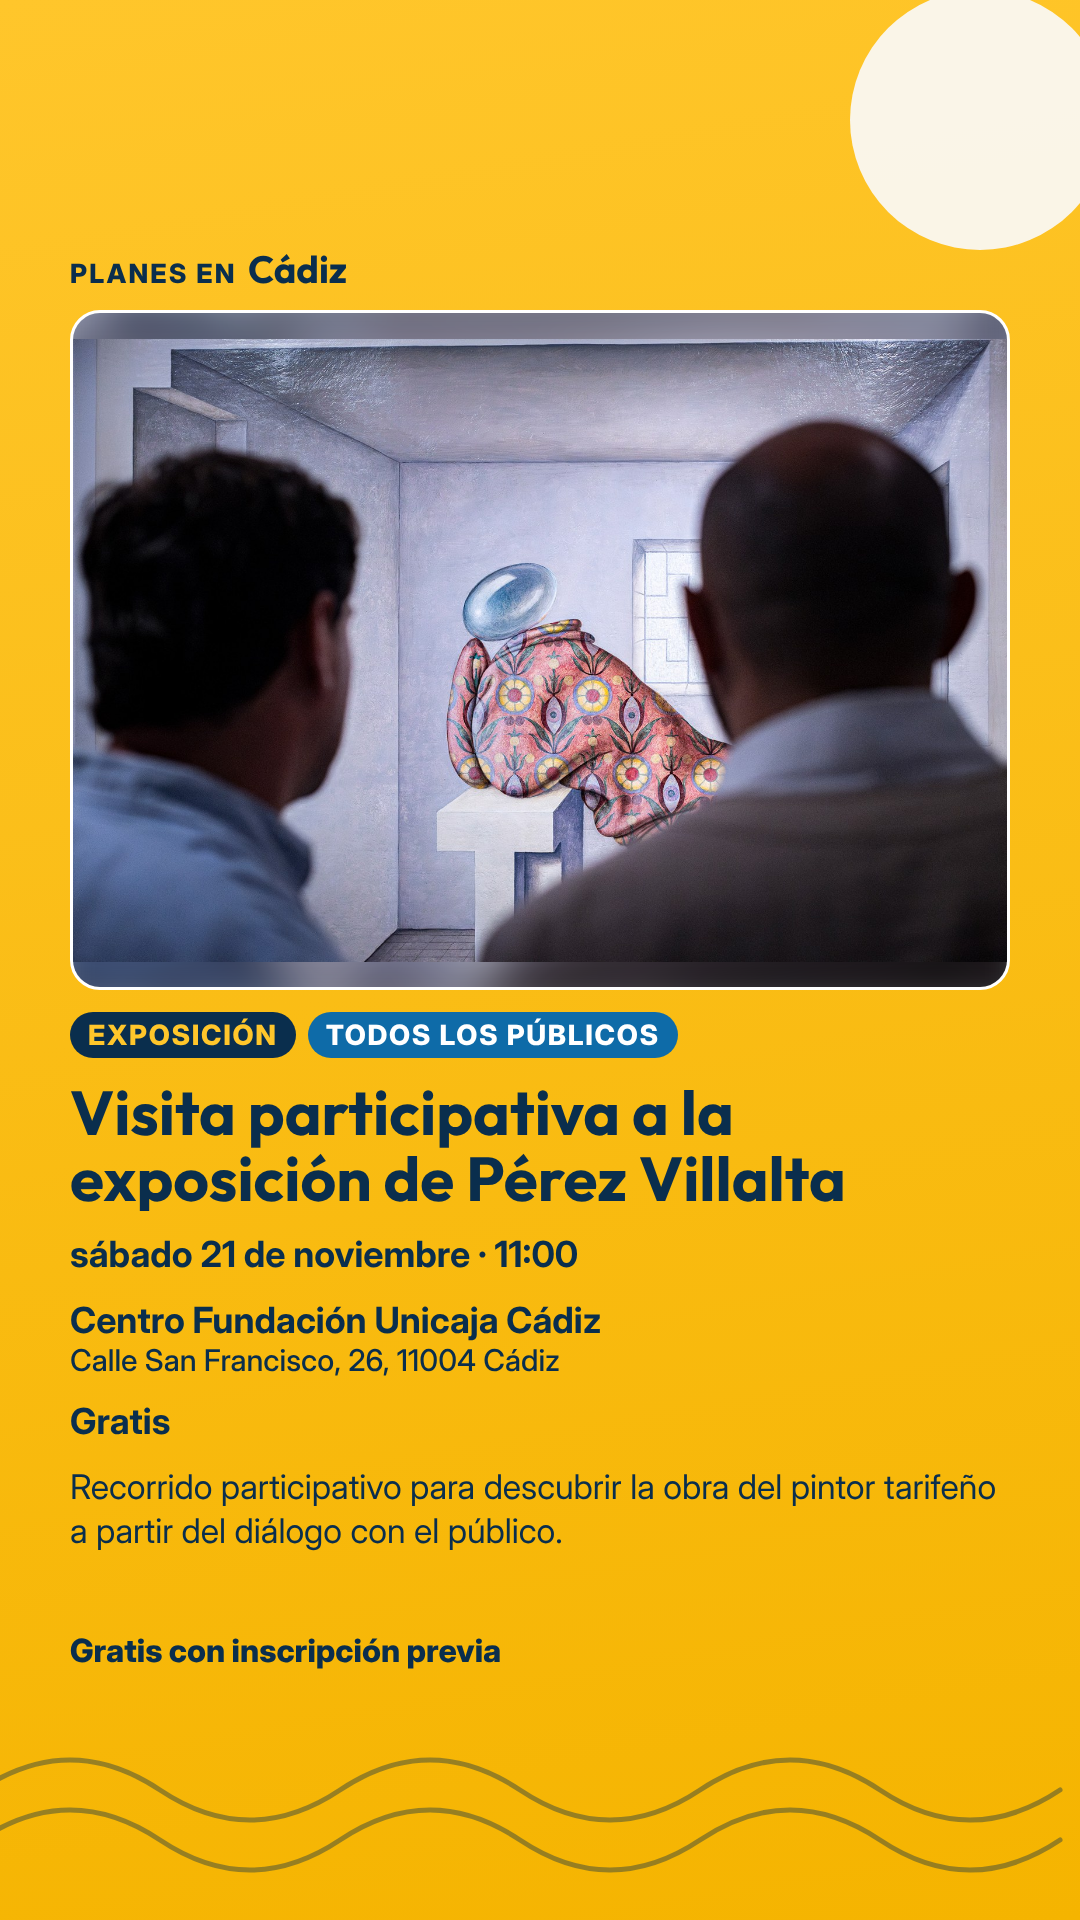 PLANES EN Cádiz
EXPOSICIÓN TODOS LOS PÚBLICOS
Visita participativa a la
exposición de Pérez Villalta
sábado 21 de noviembre · 11:00
Centro Fundación Unicaja Cádiz
Calle San Francisco, 26, 11004 Cádiz
Gratis
Recorrido participativo para descubrir la obra del pintor tarifeño
a partir del diálogo con el público.
Gratis con inscripción previa